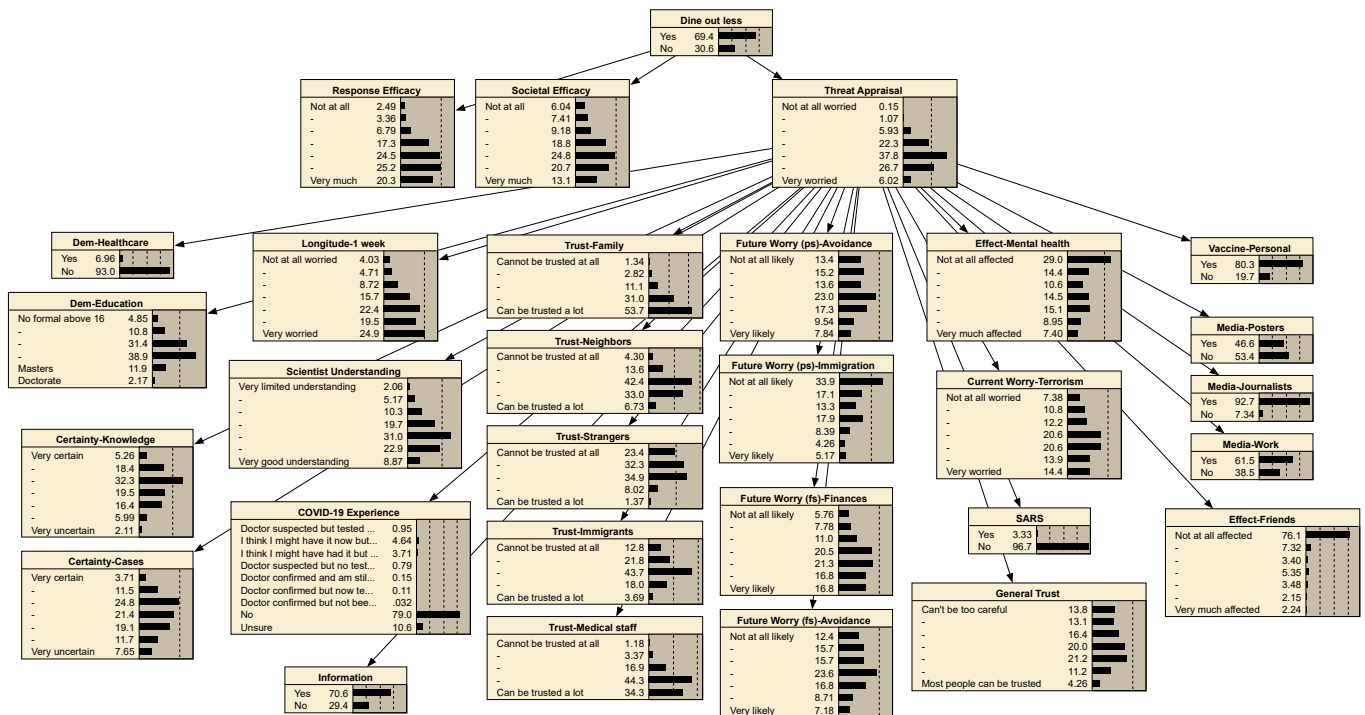 Dine out less
Yes 69.4
No 30.6
Response Efficacy
Not at all 2.49
- 3.36
- 6.79
- 17.3
- 24.5
- 25.2
Very much 20.3
Societal Efficacy
Not at all 6.04
- 7.41
- 9.18
- 18.8
- 24.8
- 20.7
Very much 13.1
Threat Appraisal
Not at all worried 0.15
- 1.07
- 5.93
- 22.3
- 37.8
- 26.7
Very worried 6.02
Dem-Healthcare
Yes 6.96
No 93.0
Dem-Education
No formal above 16 4.85
- 10.8
- 31.4
- 38.9
Masters 11.9
Doctorate 2.17
Certainty-Knowledge
Very certain 5.26
- 18.4
- 32.3
- 19.5
- 16.4
- 5.99
Very uncertain 2.11
Certainty-Cases
Very certain 3.71
- 11.5
- 24.8
- 21.4
- 19.1
- 11.7
Very uncertain 7.65
Longitude-1 week
Not at all worried 4.03
- 4.71
- 8.72
- 15.7
- 22.4
- 19.5
Very worried 24.9
Scientist Understanding
Very limited understanding 2.06
- 5.17
- 10.3
- 19.7
- 31.0
- 22.9
Very good understanding 8.87
COVID-19 Experience
Doctor suspected but tested ... 0.95
I think I might have it now but... 4.64
I think I might have had it but ... 3.71
Doctor suspected but no test... 0.79
Doctor confirmed and am stil... 0.15
Doctor confirmed but now te... 0.11
Doctor confirmed but not bee... .032
No 79.0
Unsure 10.6
Information
Yes 70.6
No 29.4
Trust-Family
Cannot be trusted at all 1.34
- 2.82
- 11.1
- 31.0
Can be trusted a lot 53.7
Trust-Neighbors
Cannot be trusted at all 4.30
- 13.6
- 42.4
- 33.0
Can be trusted a lot 6.73
Trust-Strangers
Cannot be trusted at all 23.4
- 32.3
- 34.9
- 8.02
Can be trusted a lot 1.37
Trust-Immigrants
Cannot be trusted at all 12.8
- 21.8
- 43.7
- 18.0
Can be trusted a lot 3.69
Trust-Medical staff
Cannot be trusted at all 1.18
- 3.37
- 16.9
- 44.3
Can be trusted a lot 34.3
Future Worry (ps)-Avoidance
Not at all likely 13.4
- 15.2
- 13.6
- 23.0
- 17.3
- 9.54
Very likely 7.84
Future Worry (ps)-Immigration
Not at all likely 33.9
- 17.1
- 13.3
- 17.9
- 8.39
- 4.26
Very likely 5.17
Future Worry (fs)-Finances
Not at all likely 5.76
- 7.78
- 11.0
- 20.5
- 21.3
- 16.8
Very likely 16.8
Future Worry (fs)-Avoidance
Not at all likely 12.4
- 15.7
- 15.7
- 23.6
- 16.8
- 8.71
Very likely 7.18
Effect-Mental health
Not at all affected 29.0
- 14.4
- 10.6
- 14.5
- 15.1
- 8.95
Very much affected 7.40
Current Worry-Terrorism
Not at all worried 7.38
- 10.8
- 12.2
- 20.6
- 20.6
- 13.9
Very worried 14.4
SARS
Yes 3.33
No 96.7
General Trust
Can't be too careful 13.8
- 13.1
- 16.4
- 20.0
- 21.2
- 11.2
Most people can be trusted 4.26
Vaccine-Personal
Yes 80.3
No 19.7
Media-Posters
Yes 46.6
No 53.4
Media-Journalists
Yes 92.7
No 7.34
Media-Work
Yes 61.5
No 38.5
Effect-Friends
Not at all affected 76.1
- 7.32
- 3.40
- 5.35
- 3.48
- 2.15
Very much affected 2.24